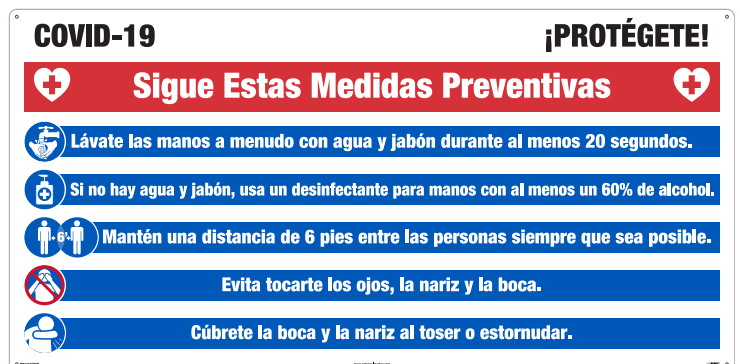 COVID-19
¡PROTÉGETE!
Sigue Estas Medidas Preventivas
Lávate las manos a menudo con agua y jabón durante al menos 20 segundos.
Si no hay agua y jabón, usa un desinfectante para manos con al menos un 60% de alcohol.
6'
Mantén una distancia de 6 pies entre las personas siempre que sea posible.
Evita tocarte los ojos, la nariz y la boca.
Cúbrete la boca y la nariz al toser o estornudar.